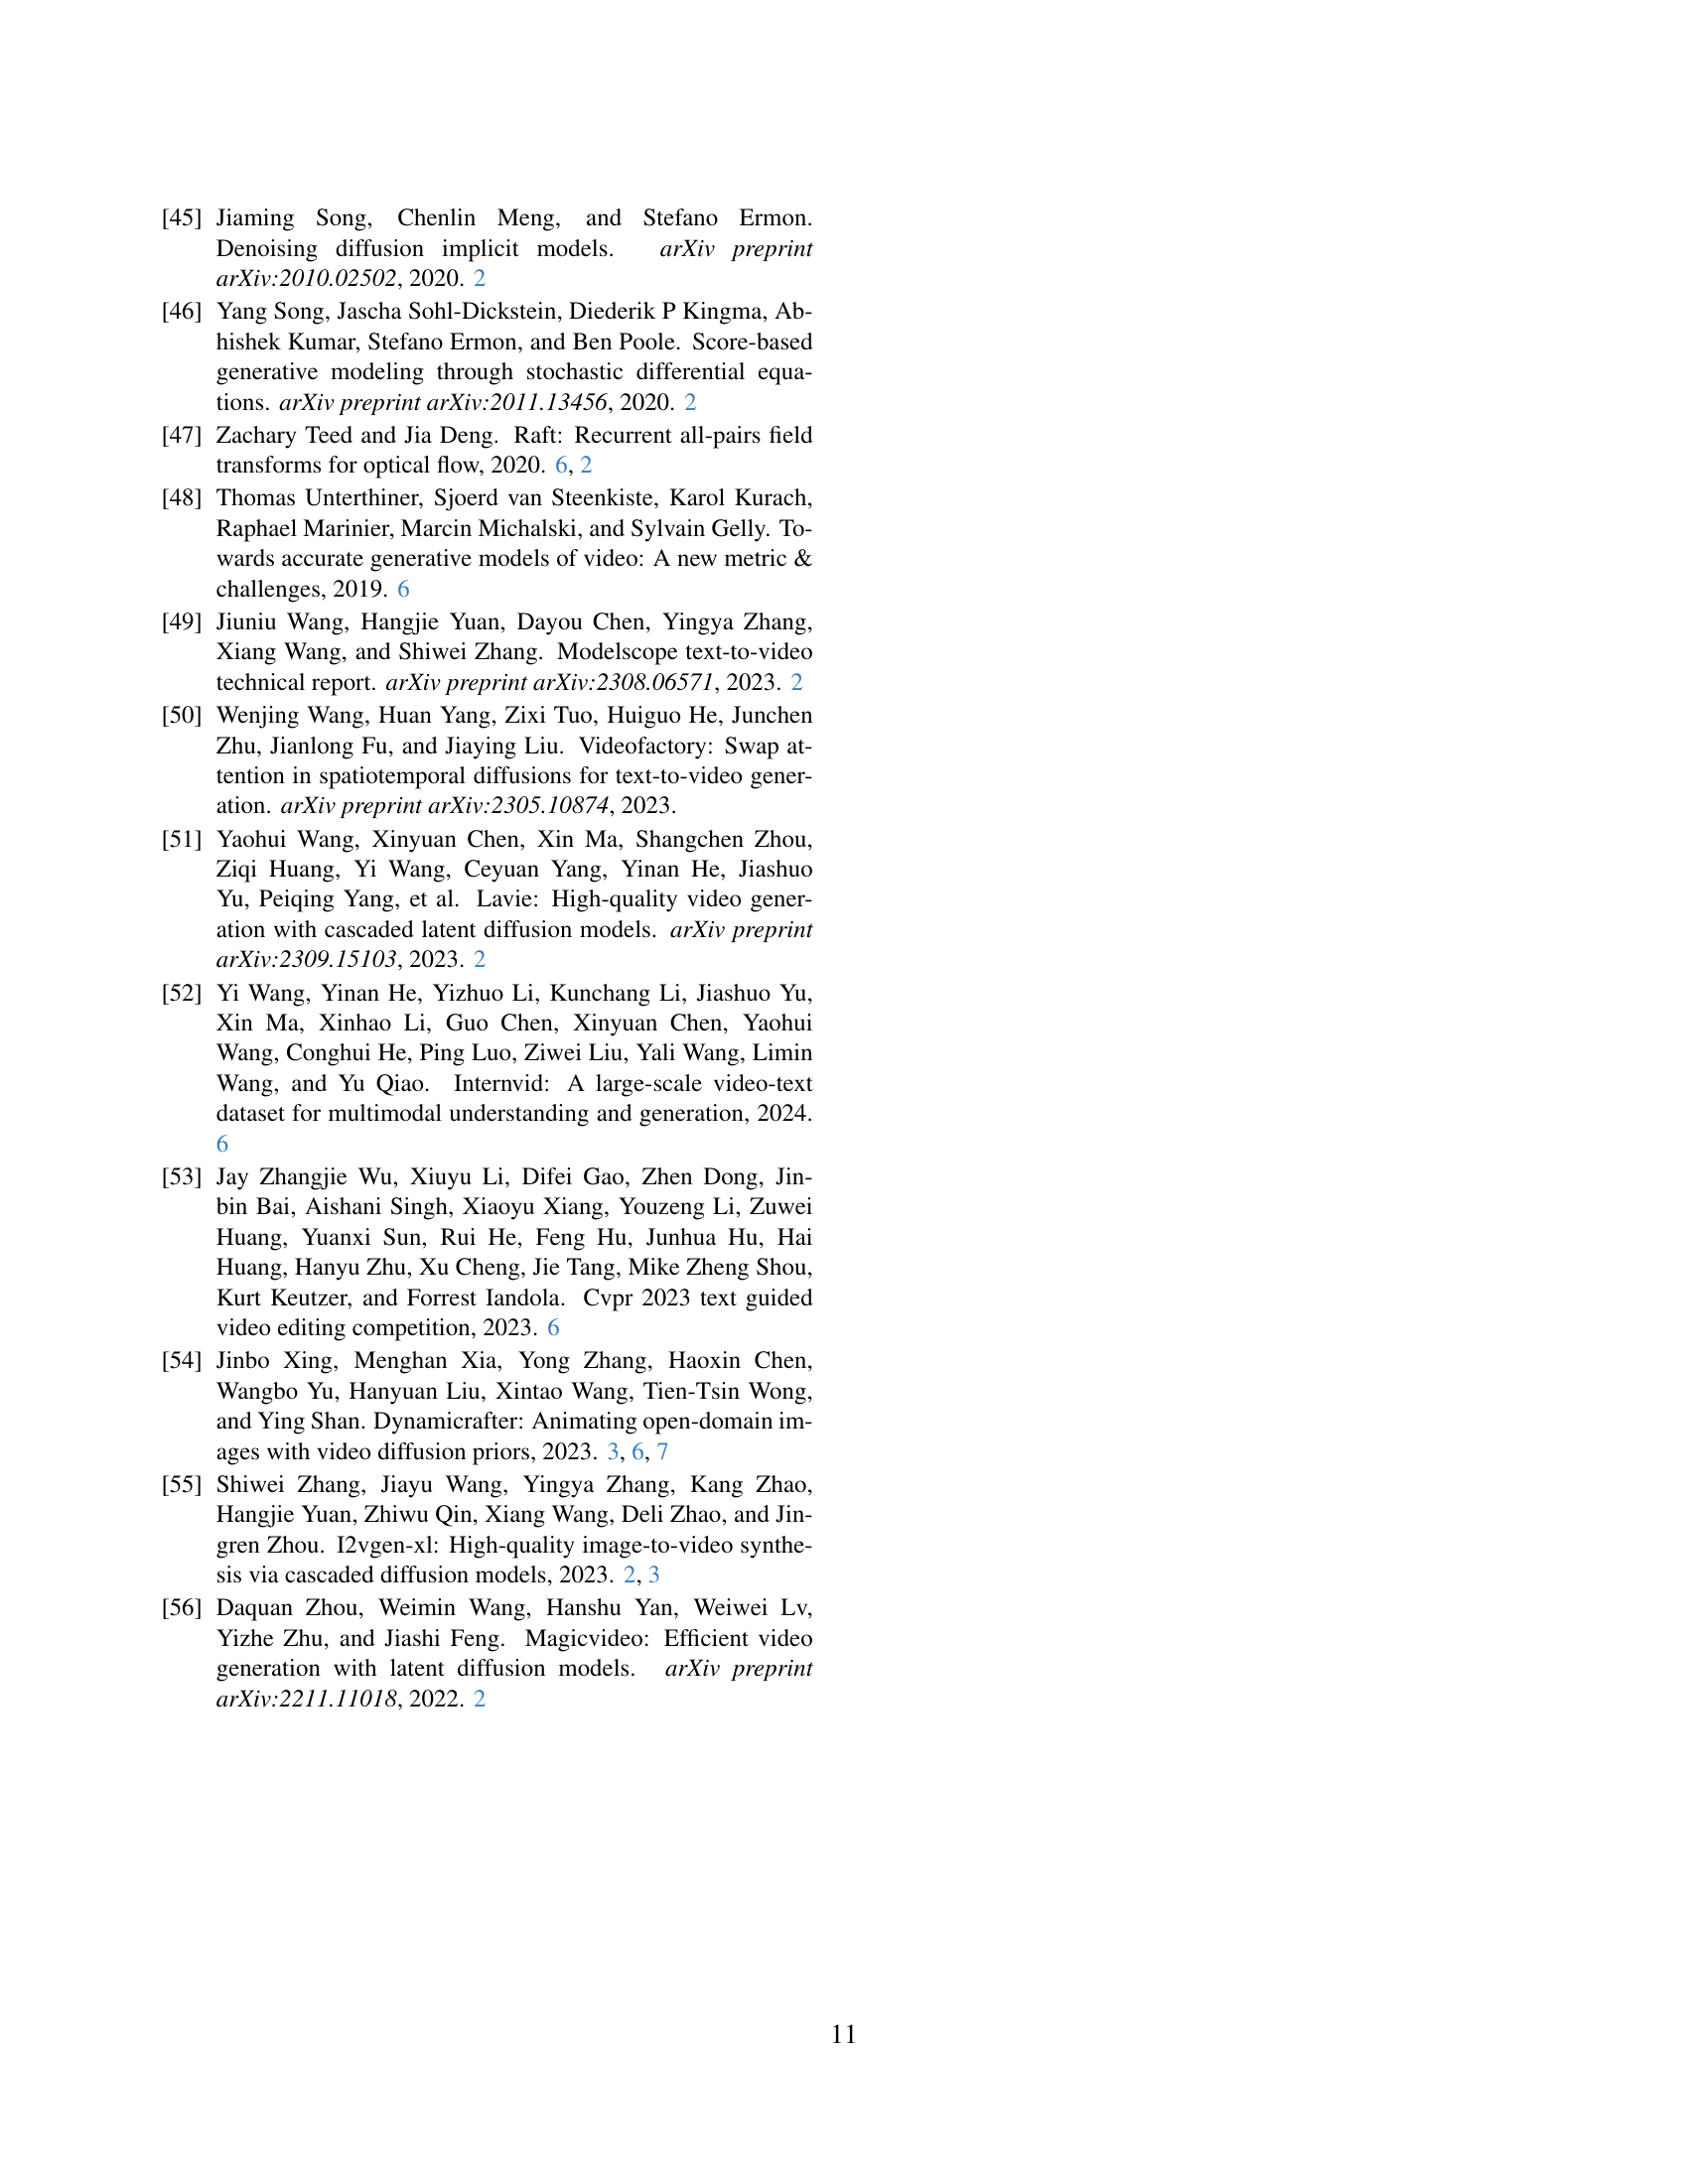 [45] Jiaming Song, Chenlin Meng, and Stefano Ermon.
Denoising diffusion implicit models. arXiv preprint
arXiv:2010.02502, 2020. 2
[46] Yang Song, Jascha Sohl-Dickstein, Diederik P Kingma, Ab-
hishek Kumar, Stefano Ermon, and Ben Poole. Score-based
generative modeling through stochastic differential equa-
tions. arXiv preprint arXiv:2011.13456, 2020. 2
[47] Zachary Teed and Jia Deng. Raft: Recurrent all-pairs field
transforms for optical flow, 2020. 6, 2
[48] Thomas Unterthiner, Sjoerd van Steenkiste, Karol Kurach,
Raphael Marinier, Marcin Michalski, and Sylvain Gelly. To-
wards accurate generative models of video: A new metric &
challenges, 2019. 6
[49] Jiuniu Wang, Hangjie Yuan, Dayou Chen, Yingya Zhang,
Xiang Wang, and Shiwei Zhang. Modelscope text-to-video
technical report. arXiv preprint arXiv:2308.06571, 2023. 2
[50] Wenjing Wang, Huan Yang, Zixi Tuo, Huiguo He, Junchen
Zhu, Jianlong Fu, and Jiaying Liu. Videofactory: Swap at-
tention in spatiotemporal diffusions for text-to-video gener-
ation. arXiv preprint arXiv:2305.10874, 2023.
[51] Yaohui Wang, Xinyuan Chen, Xin Ma, Shangchen Zhou,
Ziqi Huang, Yi Wang, Ceyuan Yang, Yinan He, Jiashuo
Yu, Peiqing Yang, et al. Lavie: High-quality video gener-
ation with cascaded latent diffusion models. arXiv preprint
arXiv:2309.15103, 2023. 2
[52] Yi Wang, Yinan He, Yizhuo Li, Kunchang Li, Jiashuo Yu,
Xin Ma, Xinhao Li, Guo Chen, Xinyuan Chen, Yaohui
Wang, Conghui He, Ping Luo, Ziwei Liu, Yali Wang, Limin
Wang, and Yu Qiao. Internvid: A large-scale video-text
dataset for multimodal understanding and generation, 2024.
6
[53] Jay Zhangjie Wu, Xiuyu Li, Difei Gao, Zhen Dong, Jin-
bin Bai, Aishani Singh, Xiaoyu Xiang, Youzeng Li, Zuwei
Huang, Yuanxi Sun, Rui He, Feng Hu, Junhua Hu, Hai
Huang, Hanyu Zhu, Xu Cheng, Jie Tang, Mike Zheng Shou,
Kurt Keutzer, and Forrest Iandola. Cvpr 2023 text guided
video editing competition, 2023. 6
[54] Jinbo Xing, Menghan Xia, Yong Zhang, Haoxin Chen,
Wangbo Yu, Hanyuan Liu, Xintao Wang, Tien-Tsin Wong,
and Ying Shan. Dynamicrafter: Animating open-domain im-
ages with video diffusion priors, 2023. 3, 6, 7
[55] Shiwei Zhang, Jiayu Wang, Yingya Zhang, Kang Zhao,
Hangjie Yuan, Zhiwu Qin, Xiang Wang, Deli Zhao, and Jin-
gren Zhou. I2vgen-xl: High-quality image-to-video synthe-
sis via cascaded diffusion models, 2023. 2, 3
[56] Daquan Zhou, Weimin Wang, Hanshu Yan, Weiwei Lv,
Yizhe Zhu, and Jiashi Feng. Magicvideo: Efficient video
generation with latent diffusion models. arXiv preprint
arXiv:2211.11018, 2022. 2
11